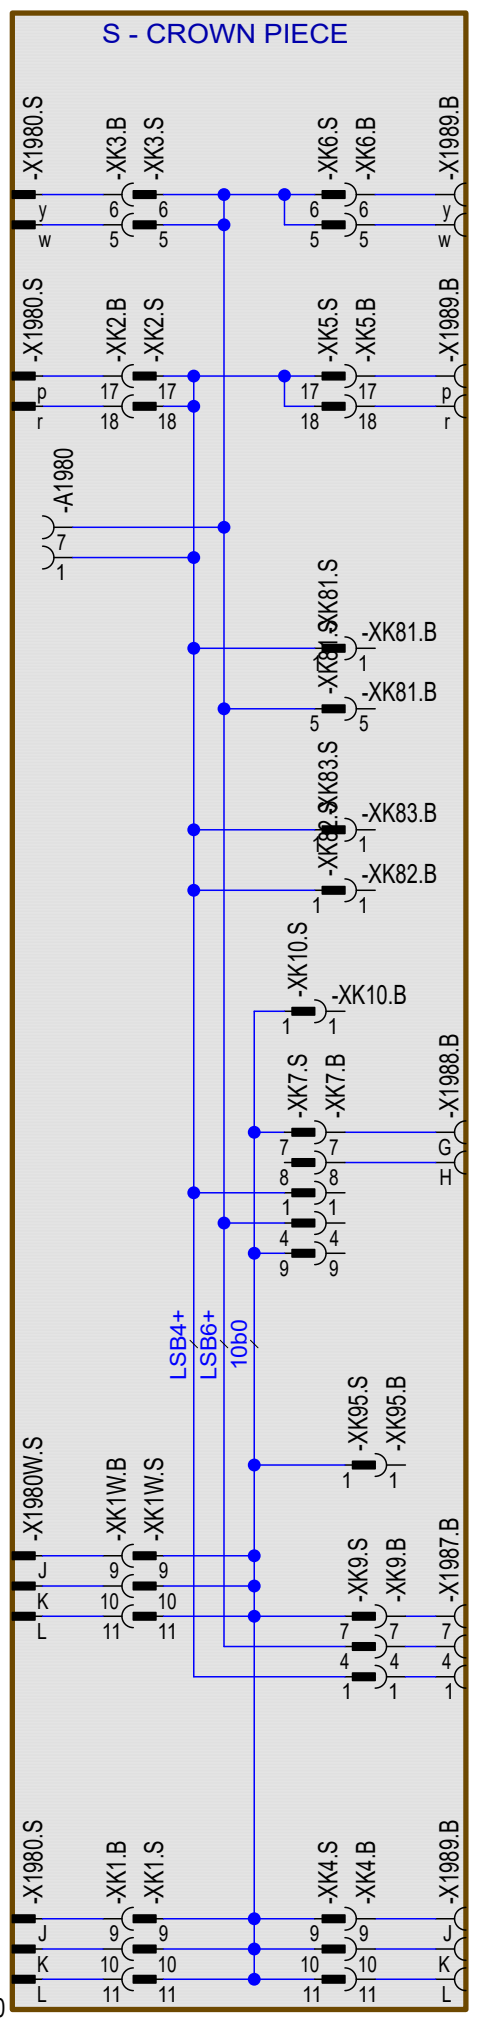 S - CROWN PIECE
-X1980.S -XK3.B -XK3.S -XK6.S -XK6.B -X1989.B
y 6 6 6 6 y
w 5 5 5 5 w
-X1980.S -XK2.B -XK2.S -XK5.S -XK5.B -X1989.B
p 17 17 17 17 p
r 18 18 18 18 r
-A1980
7
1
-XK81.S -XK81.B
1 1
-XK81.S -XK81.B
5 5
-XK83.S -XK83.B
1 1
-XK82.S -XK82.B
1 1
-XK10.S -XK10.B
1 1
-XK7.S -XK7.B -X1988.B
7 7 G
8 8 H
1 1
4 4
9 9
LSB4+ LSB6+ 10b0
-XK95.S -XK95.B
1 1
-X1980W.S -XK1W.B -XK1W.S
J 9 9
K 10 10
L 11 11
-XK9.S -XK9.B -X1987.B
7 7 7
4 4 4
1 1 1
-X1980.S -XK1.B -XK1.S -XK4.S -XK4.B -X1989.B
J 9 9 9 9 J
K 10 10 10 10 K
L 11 11 11 11 L